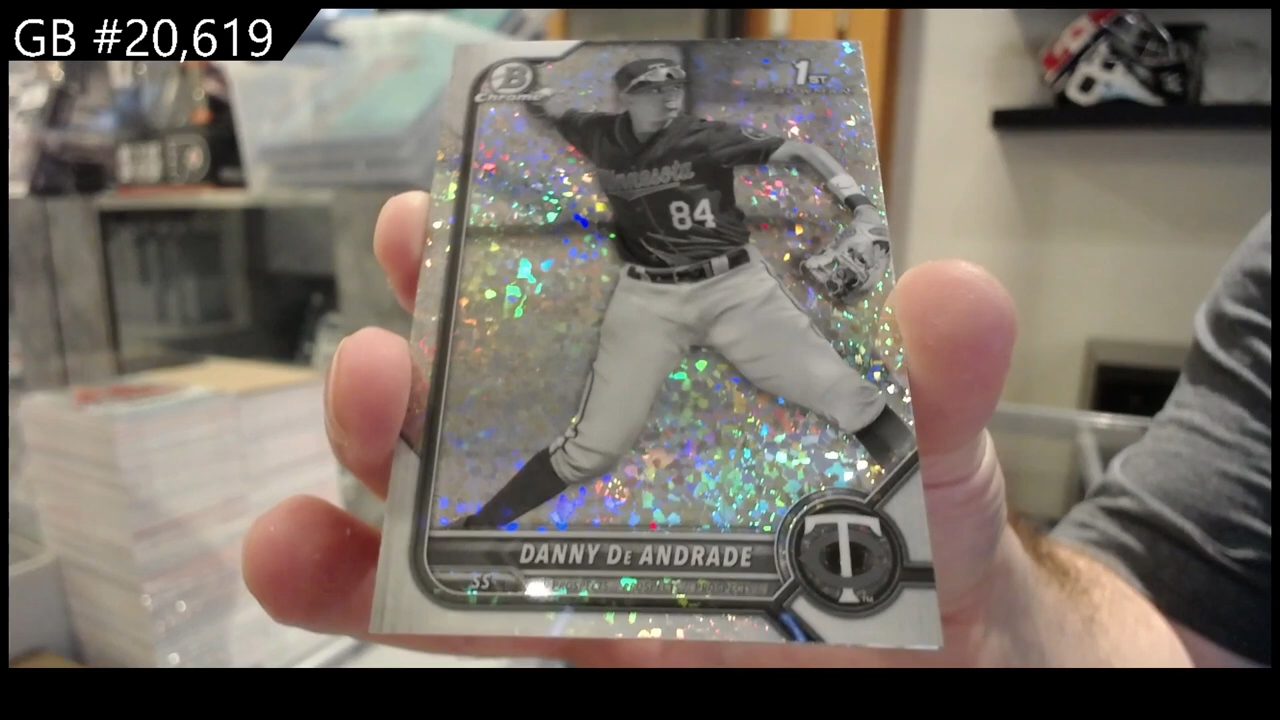 GB #20,619
B
Chrome
1ST
BOWMAN
Minnesota
84
DANNY DE ANDRADE
SS
T